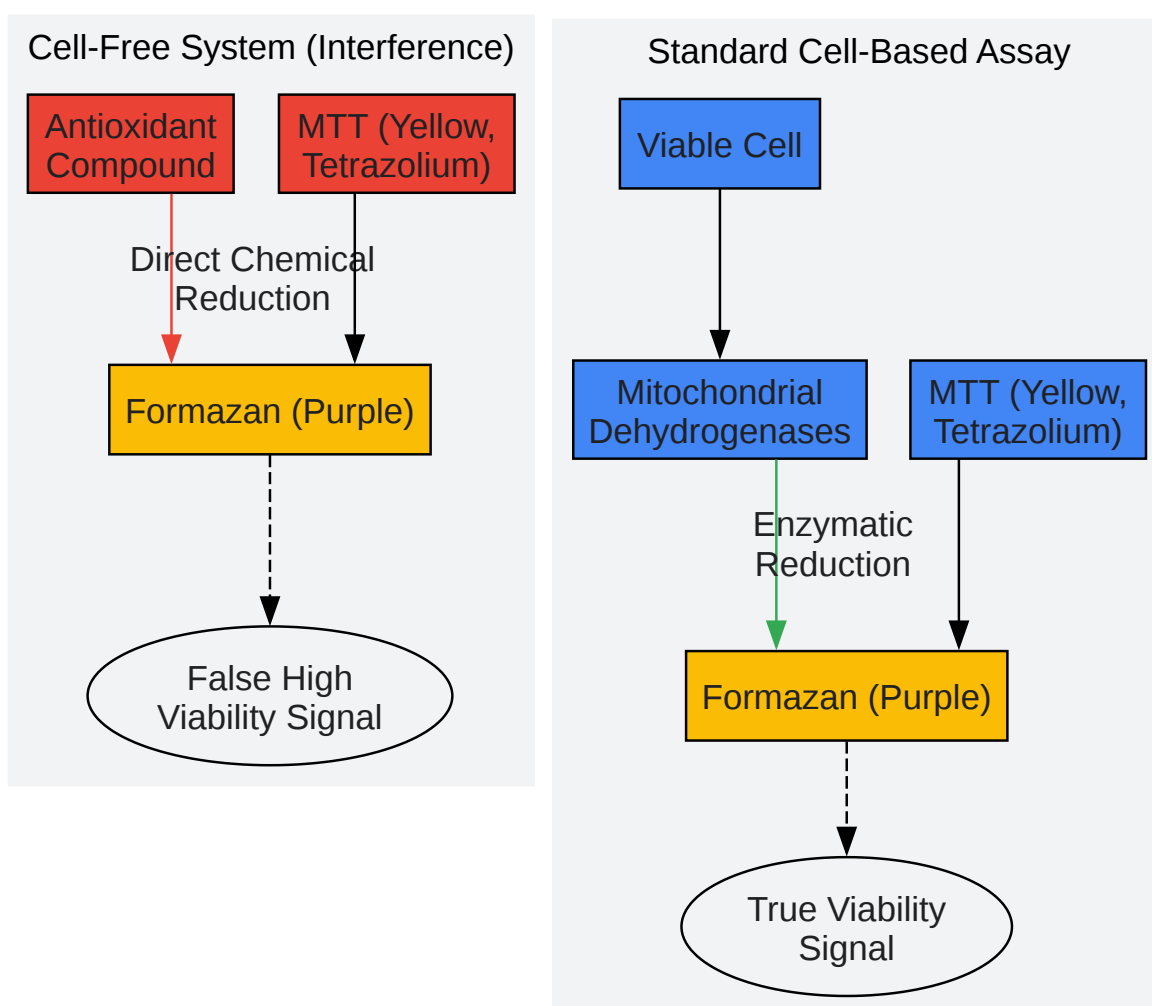 Cell-Free System (Interference)
Antioxidant
Compound
MTT (Yellow,
Tetrazolium)
Direct Chemical
Reduction
Formazan (Purple)
False High
Viability Signal
Standard Cell-Based Assay
Viable Cell
Mitochondrial
Dehydrogenases
MTT (Yellow,
Tetrazolium)
Enzymatic
Reduction
Formazan (Purple)
True Viability
Signal